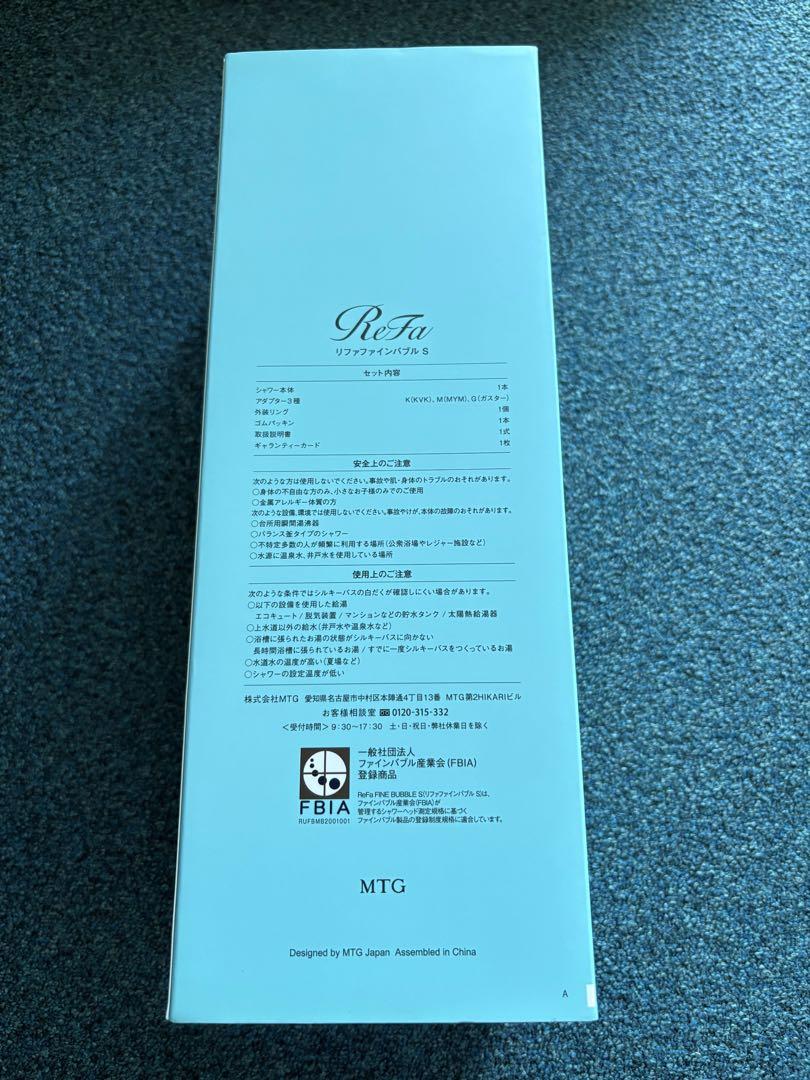 ReFa
リファファインバブル S
セット内容
シャワー本体 1本
アダプター3種 K(KVK)、M(MYM)、G(ガスター)
外装リング 1個
ゴムパッキン 1本
取扱説明書 1式
ギャランティーカード 1枚
安全上のご注意
次のような方は使用しないでください。事故や肌・身体のトラブルのおそれがあります。
○身体の不自由な方のみ、小さなお子様のみでのご使用
○金属アレルギー体質の方
次のような設備、環境では使用しないでください。事故やけが、本体の故障のおそれがあります。
○台所用瞬間湯沸器
○バランス釜タイプのシャワー
○不特定多数の人が頻繁に利用する場所(公衆浴場やレジャー施設など)
○水源に温泉水、井戸水を使用している場所
使用上のご注意
次のような条件ではシルキーバスの白だくが確認しにくい場合があります。
○以下の設備を使用した給湯
エコキュート / 脱気装置 / マンションなどの貯水タンク / 太陽熱給湯器
○上水道以外の給水(井戸水や温泉水など)
○浴槽に張られたお湯の状態がシルキーバスに向かない
長時間浴槽に張られているお湯 / すでに一度シルキーバスをつくっているお湯
○水道水の温度が高い(夏場など)
○シャワーの設定温度が低い
株式会社MTG 愛知県名古屋市中村区本陣通4丁目13番 MTG第2HIKARIビル
お客様相談室 0120-315-332
<受付時間> 9:30~17:30 土・日・祝日・弊社休業日を除く
一般社団法人
ファインバブル産業会(FBIA)
登録商品
FBIA
RUFBMB2001001
ReFa FINE BUBBLE S(リファファインバブル S)は、
ファインバブル産業会(FBIA)が
管理するシャワーヘッド測定規格に基づく
ファインバブル製品の登録制度規格に適合しています。
MTG
Designed by MTG Japan Assembled in China
A